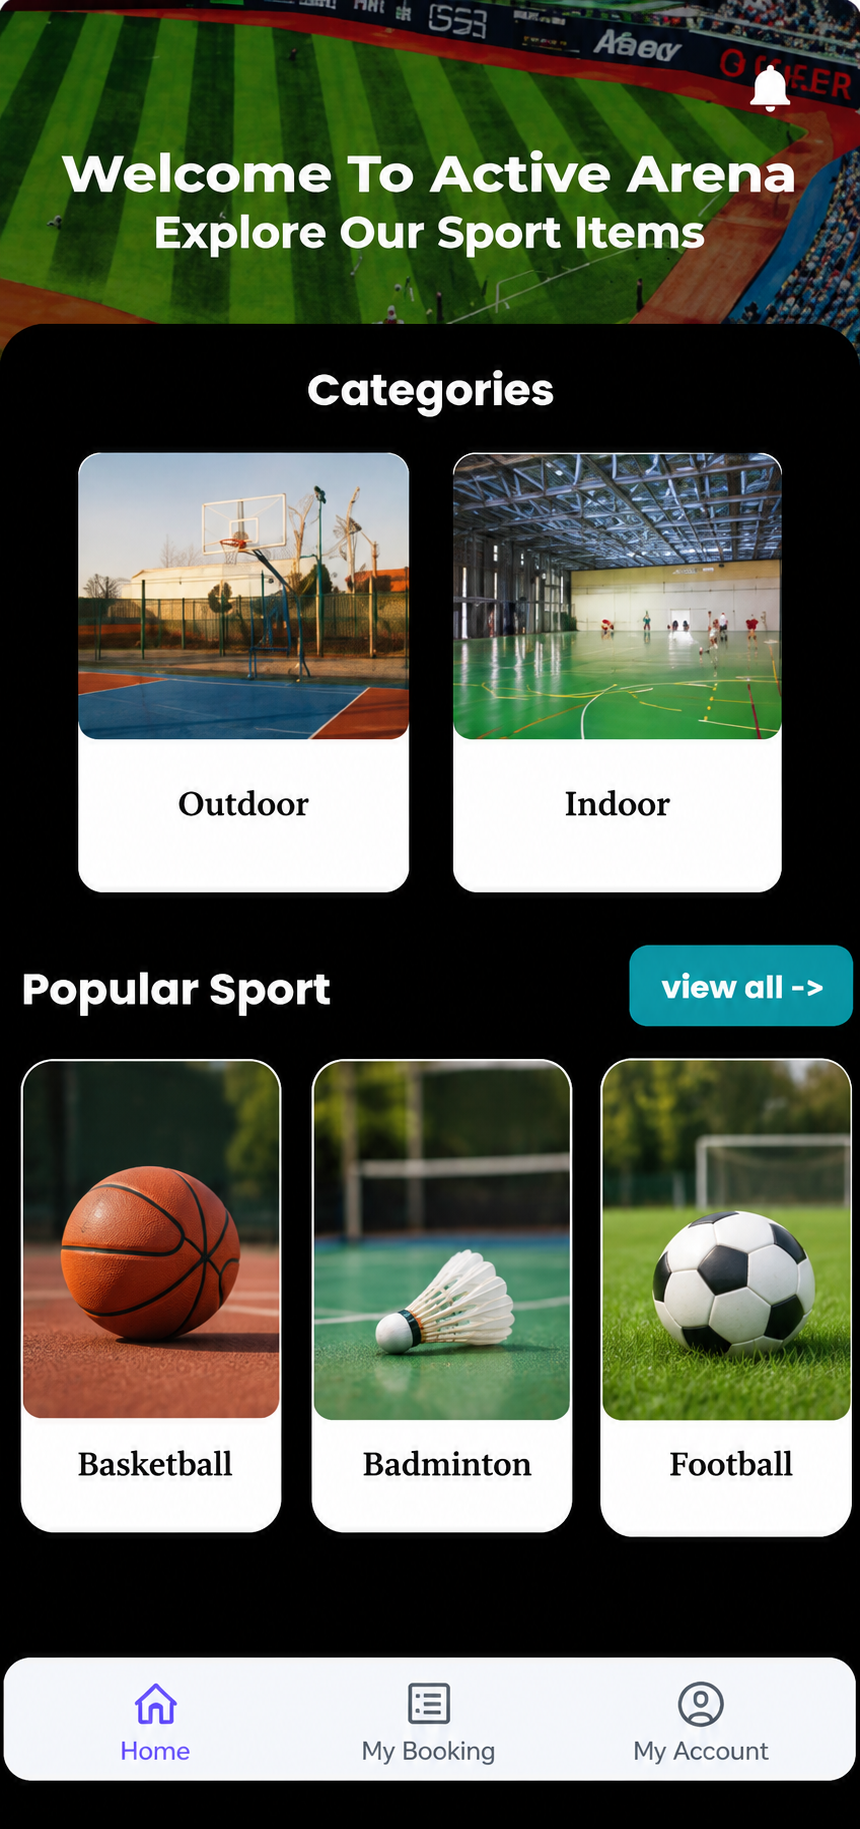 Welcome To Active Arena
Explore Our Sport Items
Categories
Outdoor
Indoor
Popular Sport
view all ->
Basketball
Badminton
Football
Home
My Booking
My Account